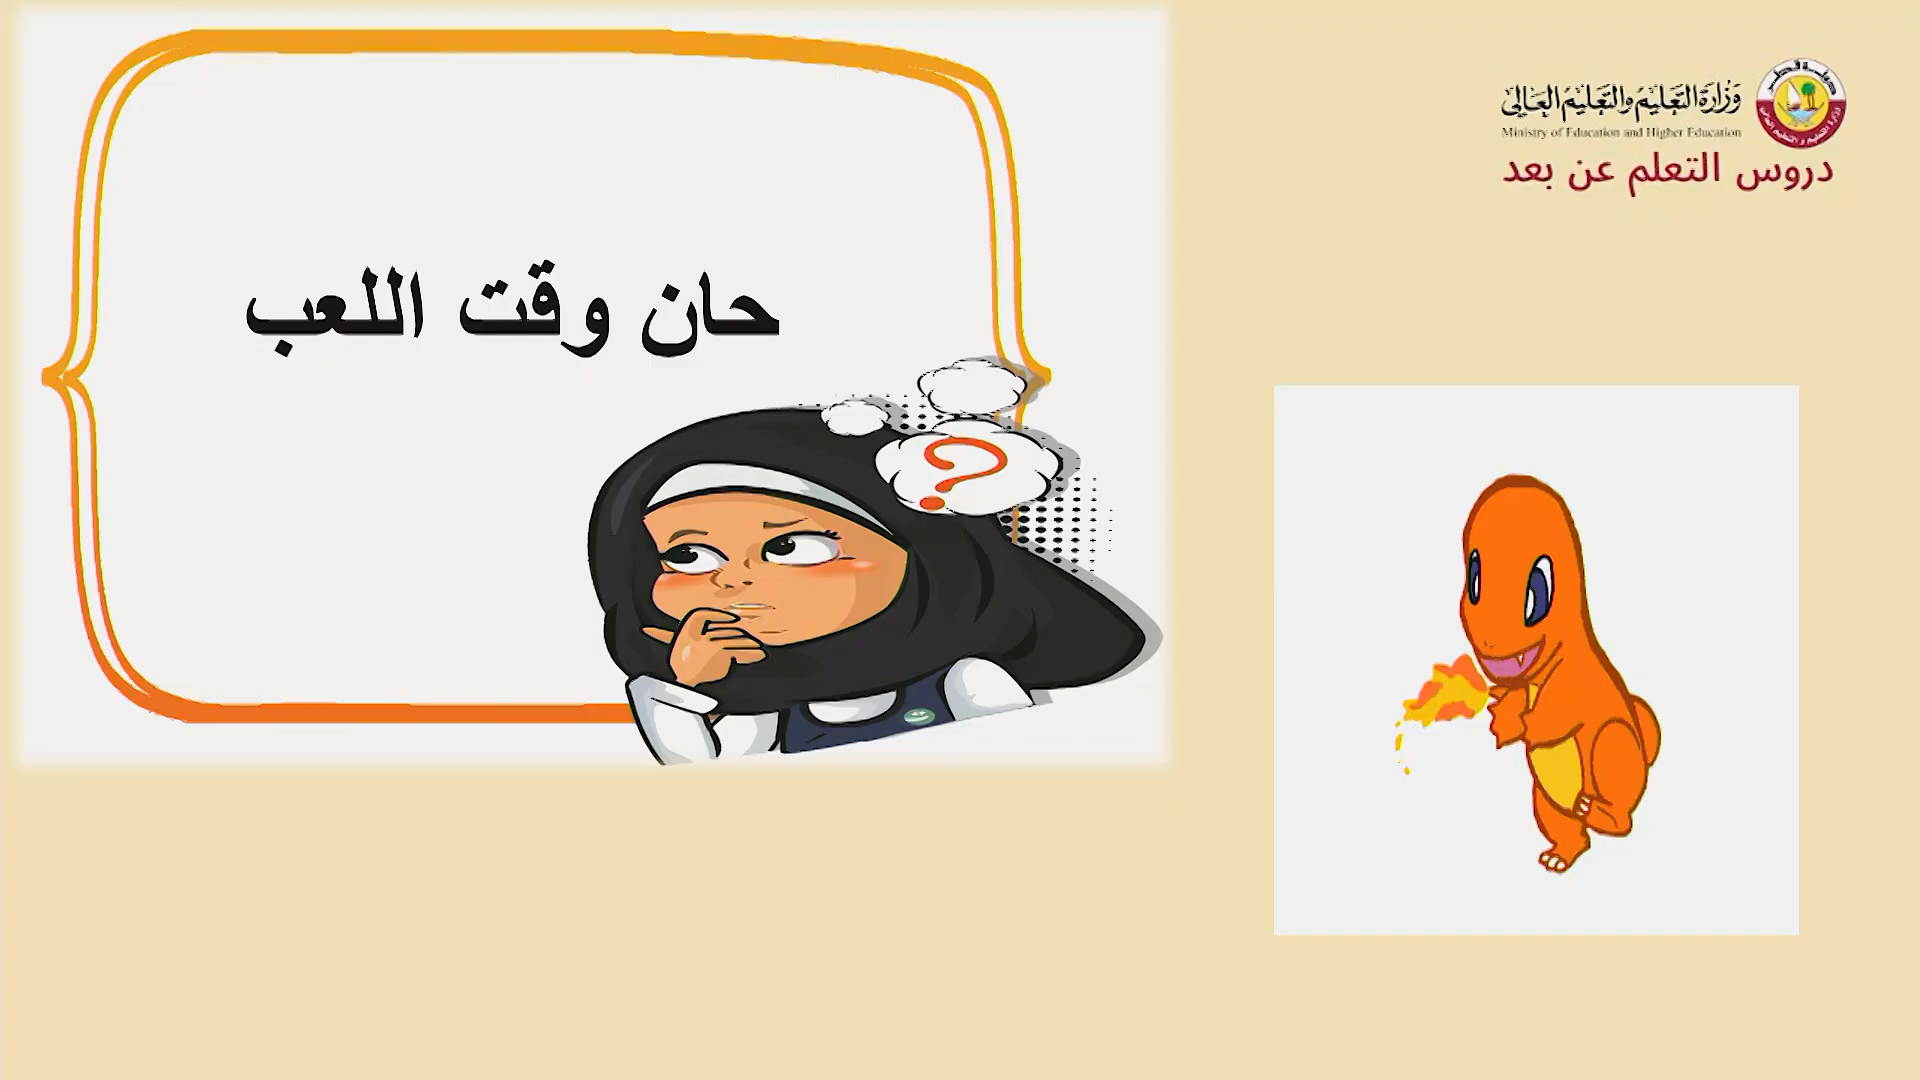 وزارة التعليم والتعليم العالي
Ministry of Education and Higher Education
دروس التعلم عن بعد
حان وقت اللعب
?